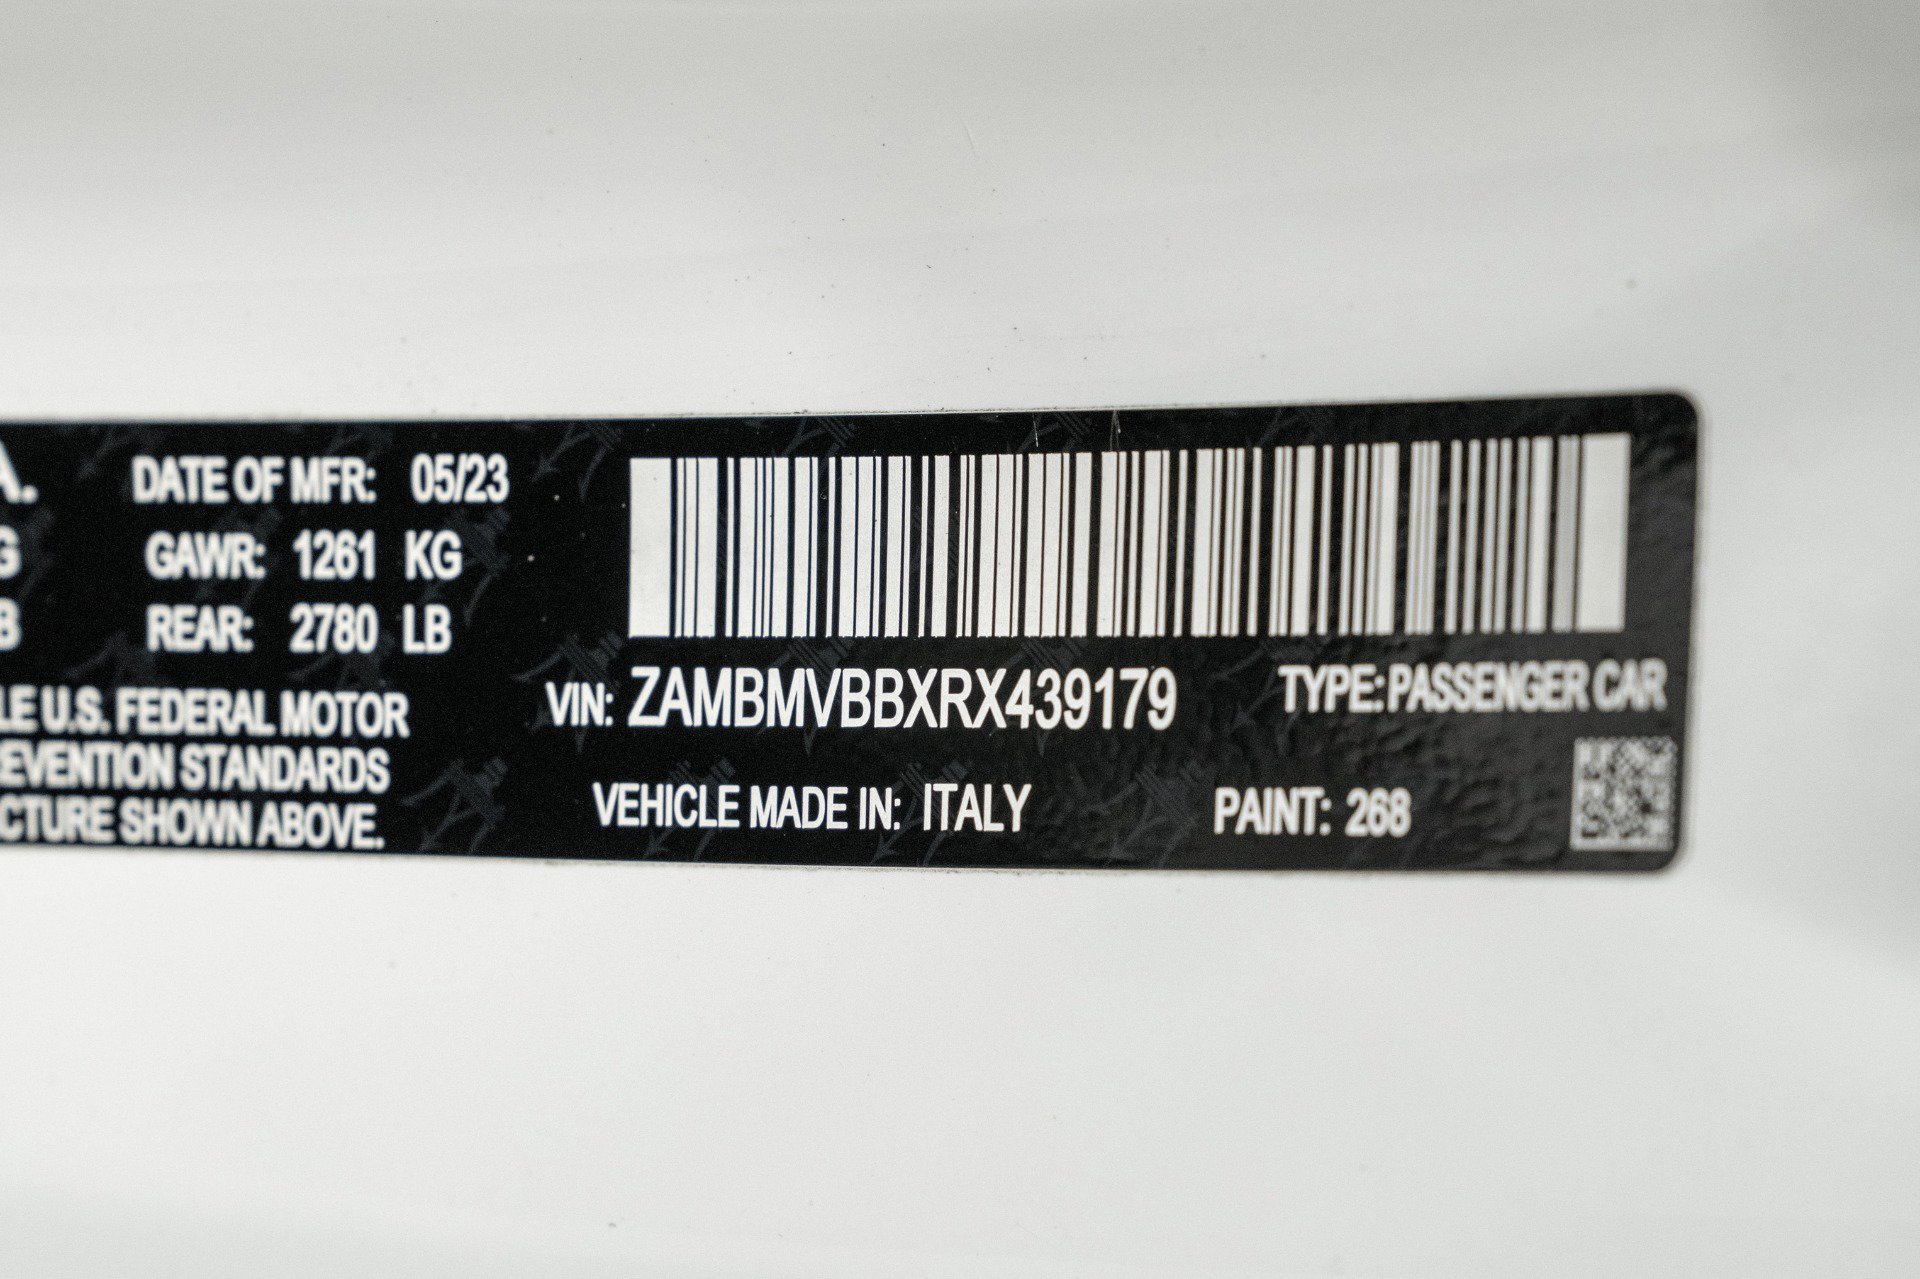 A.
DATE OF MFR: 05/23
G
GAWR: 1261 KG
B
REAR: 2780 LB
LE U.S. FEDERAL MOTOR
EVENTION STANDARDS
CTURE SHOWN ABOVE.
VIN: ZAMBMVBBXRX439179
TYPE: PASSENGER CAR
VEHICLE MADE IN: ITALY
PAINT: 268